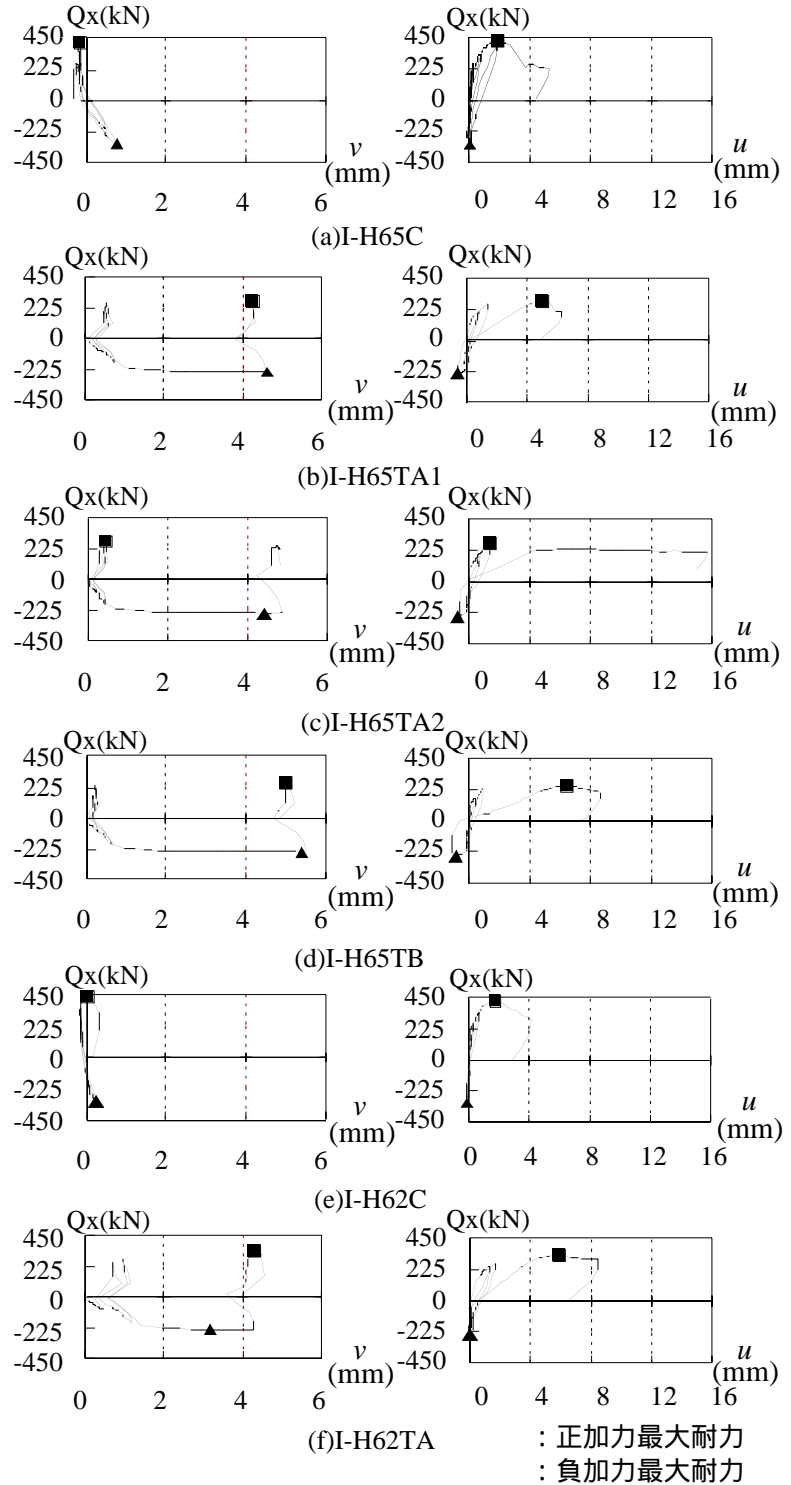 Qx(kN)
450
225
0
-225
-450
v
(mm)
0 2 4 6
450
225
0
-225
-450
u
(mm)
0 4 8 12 16
(a)I-H65C
Qx(kN)
450
225
0
-225
-450
v
(mm)
0 2 4 6
Qx(kN)
450
225
0
-225
-450
u
(mm)
0 4 8 12 16
(b)I-H65TA1
Qx(kN)
450
225
0
-225
-450
v
(mm)
0 2 4 6
Qx(kN)
450
225
0
-225
-450
u
(mm)
0 4 8 12 16
(c)I-H65TA2
Qx(kN)
450
225
0
-225
-450
v
(mm)
0 2 4 6
Qx(kN)
450
225
0
-225
-450
u
(mm)
0 4 8 12 16
(d)I-H65TB
Qx(kN)
450
225
0
-225
-450
v
(mm)
0 2 4 6
Qx(kN)
450
225
0
-225
-450
u
(mm)
0 4 8 12 16
(e)I-H62C
Qx(kN)
450
225
0
-225
-450
v
(mm)
0 2 4 6
Qx(kN)
450
225
0
-225
-450
u
(mm)
0 4 8 12 16
(f)I-H62TA
：正加力最大耐力
：負加力最大耐力